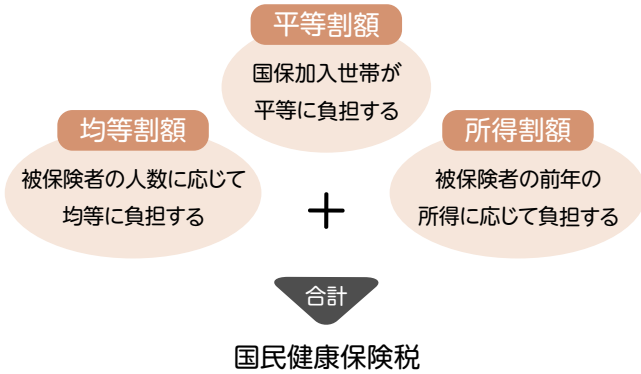 平等割額
国保加入世帯が
平等に負担する
均等割額
被保険者の人数に応じて
均等に負担する
所得割額
被保険者の前年の
所得に応じて負担する
+
合計
国民健康保険税